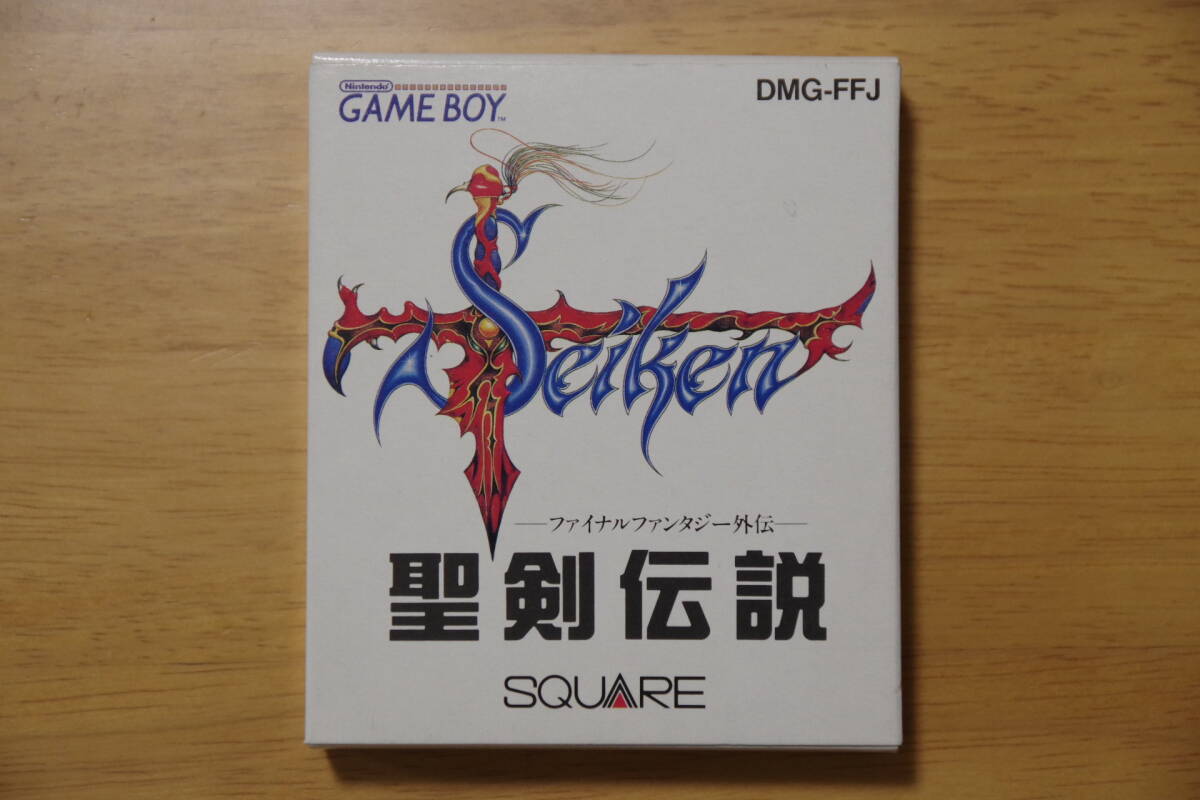 Nintendo
GAME BOY™
DMG-FFJ
Seiken
―ファイナルファンタジー外伝―
聖剣伝説
SQUARE